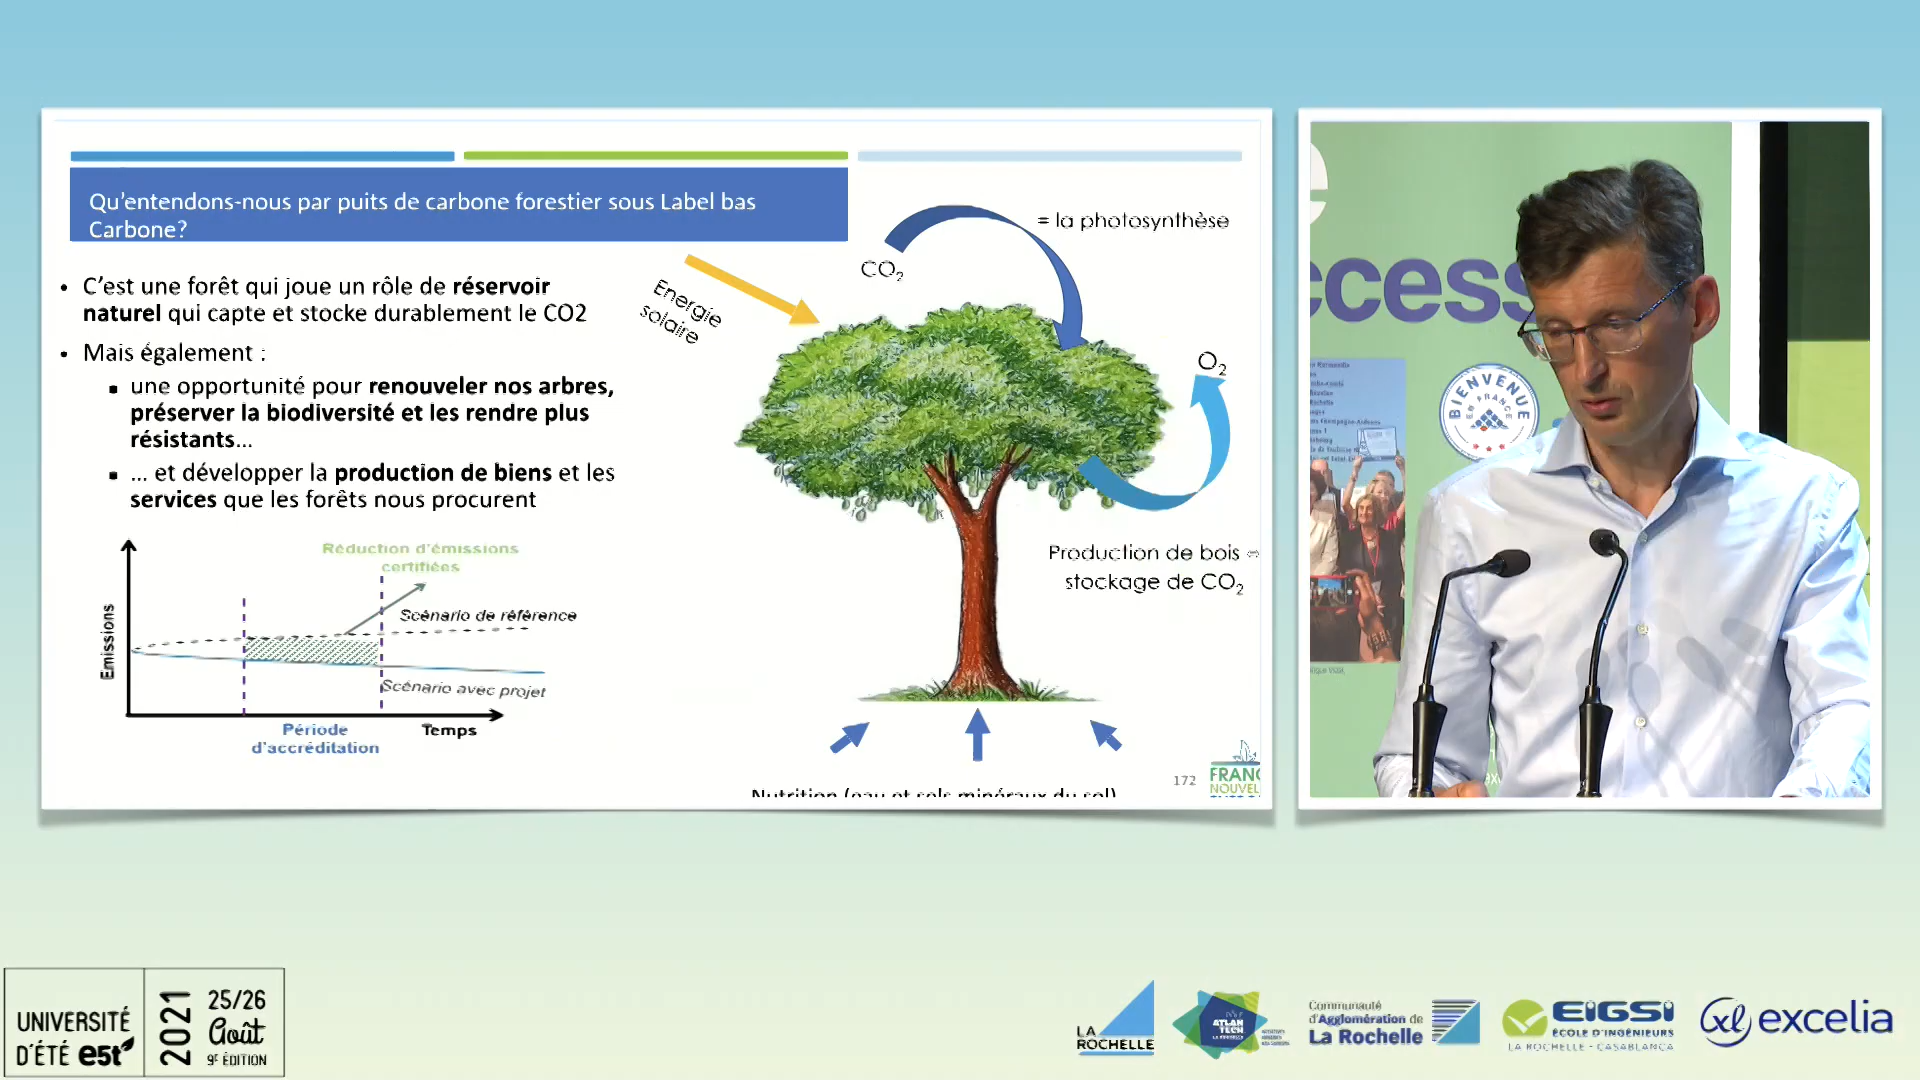 Qu'entendons-nous par puits de carbone forestier sous Label bas
Carbone?
• C'est une forêt qui joue un rôle de réservoir
naturel qui capte et stocke durablement le CO2
• Mais également :
▪ une opportunité pour renouveler nos arbres,
préserver la biodiversité et les rendre plus
résistants...
▪ ... et développer la production de biens et les
services que les forêts nous procurent
Réduction d'émissions
certifiées
Scénario de référence
Emissions
Scénario avec projet
Période
d'accréditation
Temps
= la photosynthèse
CO₂
Energie
solaire
O₂
Production de bois =
stockage de CO₂
Nutrition (eau et sels minéraux du sol)
172
FRANC
NOUVEL
ccess
BIENVENUE
EN FRANCE
UNIVERSITÉ
D'ÉTÉ e5t
2021
25/26
Août
9E ÉDITION
LA
ROCHELLE
ATLAN
TECH
Communauté
d'Agglomération de
La Rochelle
EIGSI
ÉCOLE D'INGÉNIEURS
LA ROCHELLE - CASABLANCA
excelia